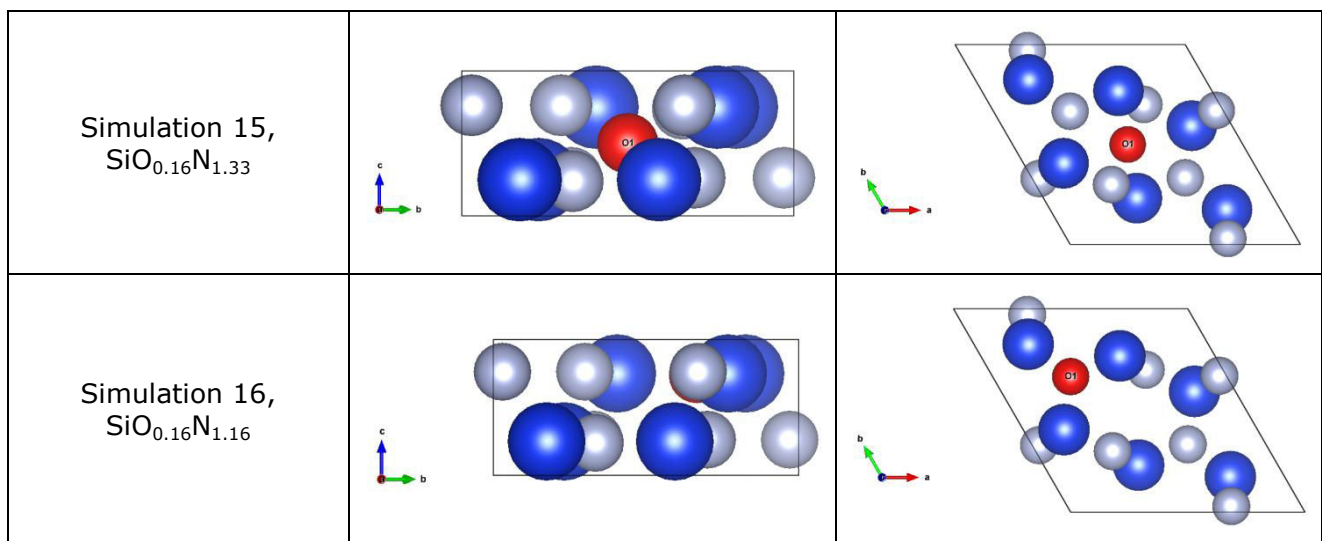 Simulation 15,
SiO₀.₁₆N₁.₃₃
c
b
O1
b
a
O1
Simulation 16,
SiO₀.₁₆N₁.₁₆
c
b
b
a
O1